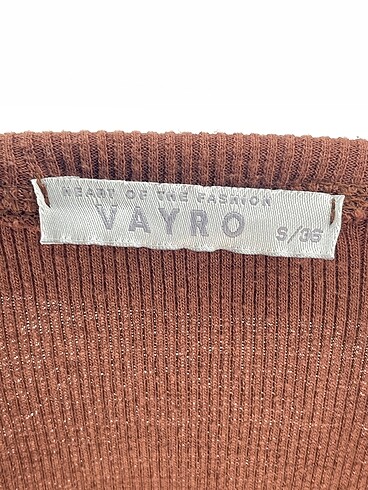 HEART OF THE FASHION
VAYRO
S/36